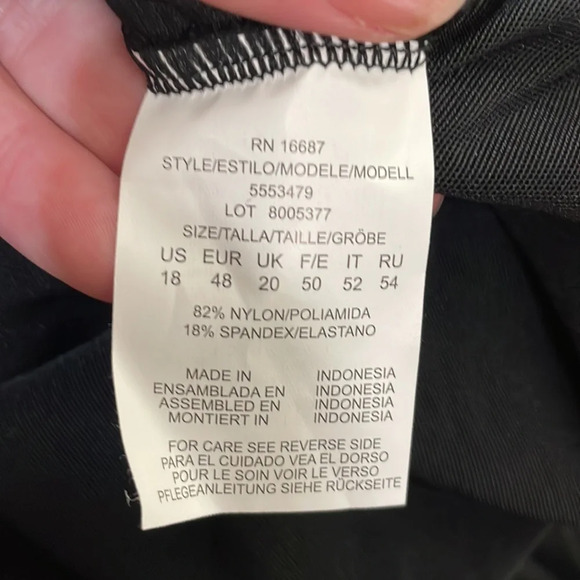 RN 16687
STYLE/ESTILO/MODELE/MODELL
5553479
LOT 8005377
SIZE/TALLA/TAILLE/GRÖBE
US EUR UK F/E IT RU
18 48 20 50 52 54
82% NYLON/POLIAMIDA
18% SPANDEX/ELASTANO
MADE IN INDONESIA
ENSAMBLADA EN INDONESIA
ASSEMBLED EN INDONESIA
MONTIERT IN INDONESIA
FOR CARE SEE REVERSE SIDE
PARA EL CUIDADO VEA EL DORSO
POUR LE SOIN VOIR LE VERSO
PFLEGEANLEITUNG SIEHE RÜCKSEITE